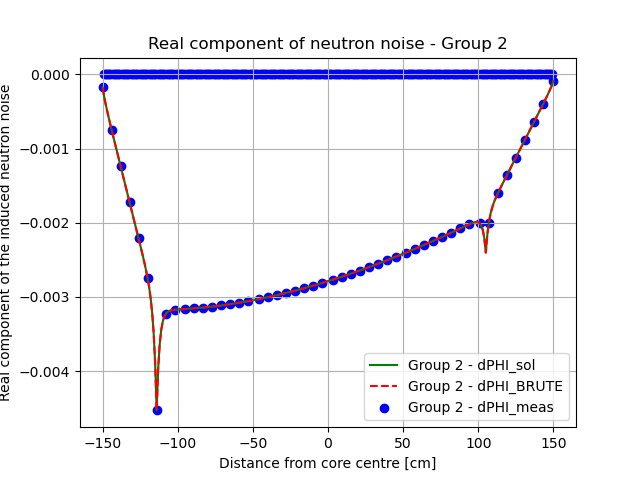 Real component of neutron noise - Group 2
Real component of the induced neutron noise
0.000
−0.001
−0.002
−0.003
−0.004
Group 2 - dPHI_sol
Group 2 - dPHI_BRUTE
Group 2 - dPHI_meas
−150
−100
−50
0
50
100
150
Distance from core centre [cm]